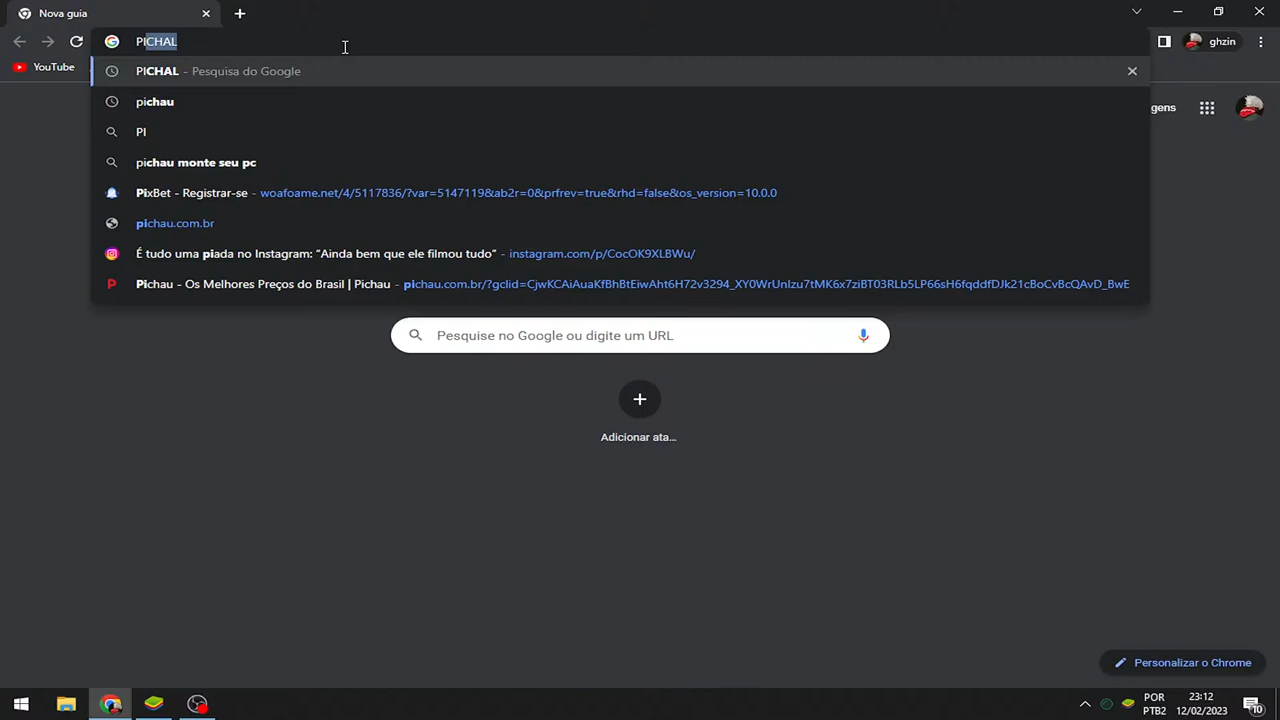 Nova guia
PICHAL
ghzin
YouTube
PICHAL - Pesquisa do Google
pichau
gens
PI
pichau monte seu pc
PixBet - Registrar-se - woafoame.net/4/5117836/?var=5147119&ab2r=0&prfrev=true&rhd=false&os_version=10.0.0
pichau.com.br
É tudo uma piada no Instagram: “Ainda bem que ele filmou tudo” - instagram.com/p/CocOK9XLBWu/
Pichau - Os Melhores Preços do Brasil | Pichau - pichau.com.br/?gclid=CjwKCAiAuaKfBhBtEiwAht6H72v3294_XY0WrUnIzu7tMK6x7ziBT03RLb5LP66sH6fqddfDJk21cBoCvBcQAvD_BwE
Pesquise no Google ou digite um URL
Adicionar ata...
Personalizar o Chrome
POR
PTB2
23:12
12/02/2023
10